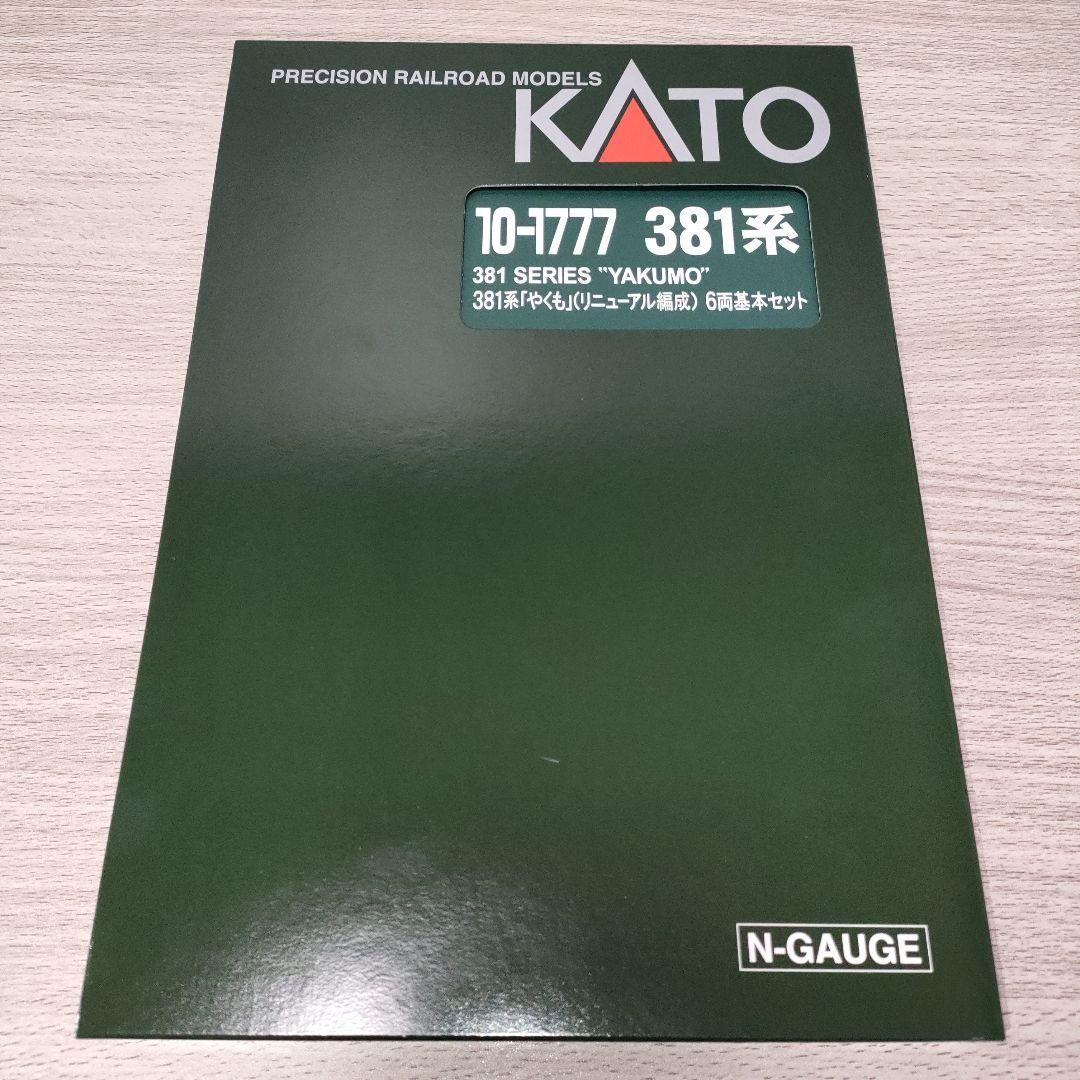 PRECISION RAILROAD MODELS
KATO
10-1777 381系
381 SERIES "YAKUMO"
381系「やくも」(リニューアル編成) 6両基本セット
N-GAUGE